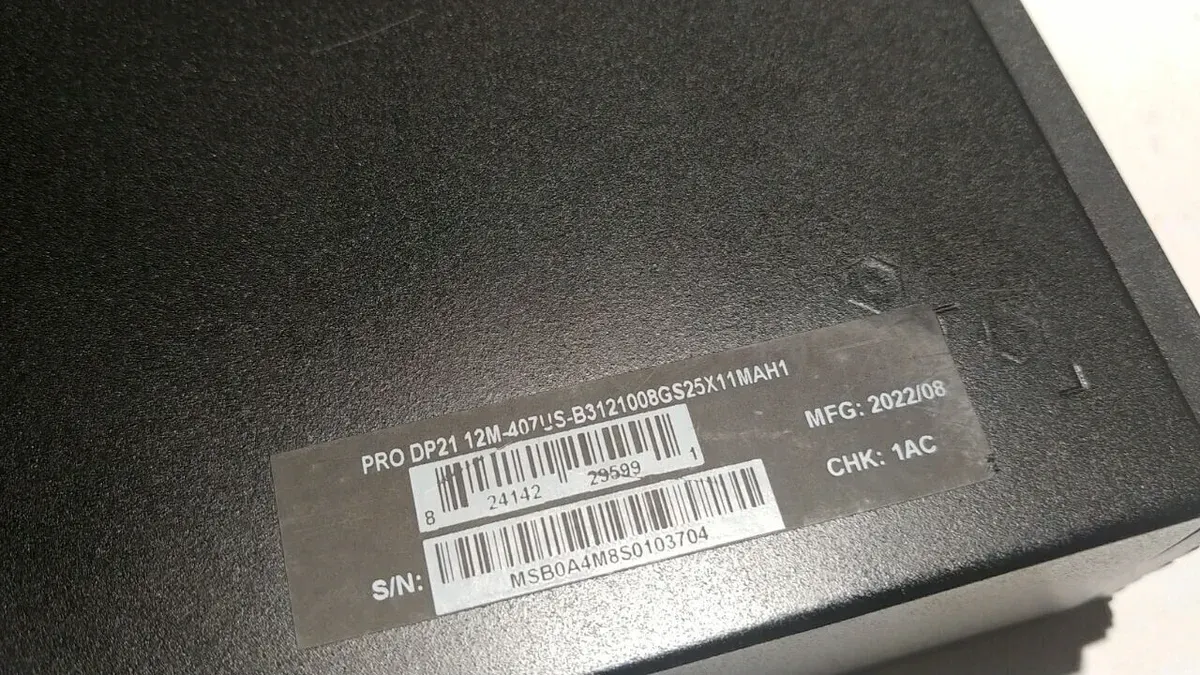 PRO DP21 12M-407US-B3121008GS25X11MAH1
8 24142 29599 1
S/N: MSB0A4M8S0103704
MFG: 2022/08
CHK: 1AC